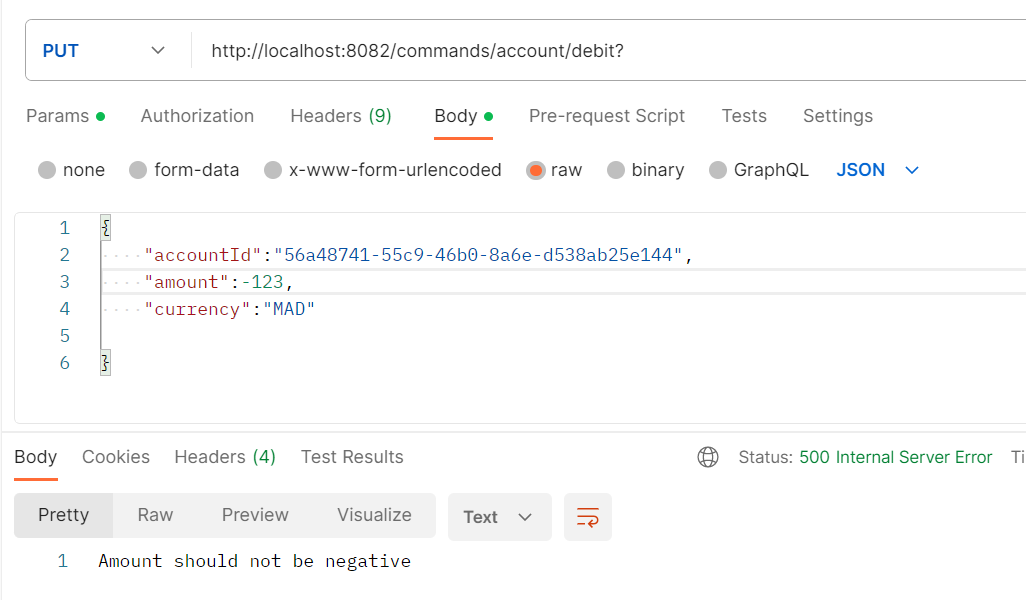 PUT http://localhost:8082/commands/account/debit?
Params Authorization Headers (9) Body Pre-request Script Tests Settings
none form-data x-www-form-urlencoded raw binary GraphQL JSON
1 {
2 "accountId":"56a48741-55c9-46b0-8a6e-d538ab25e144",
3 "amount":-123,
4 "currency":"MAD"
5
6 }
Body Cookies Headers (4) Test Results Status: 500 Internal Server Error Ti
Pretty Raw Preview Visualize Text
1 Amount should not be negative